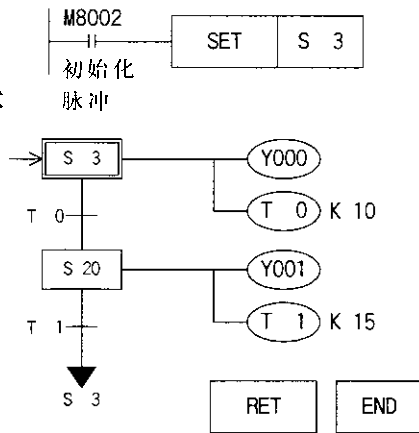 M8002
SET S 3
初始化
脉冲
S 3 Y000
T 0 K 10
T 0
S 20 Y001
T 1 K 15
T 1
S 3
RET END